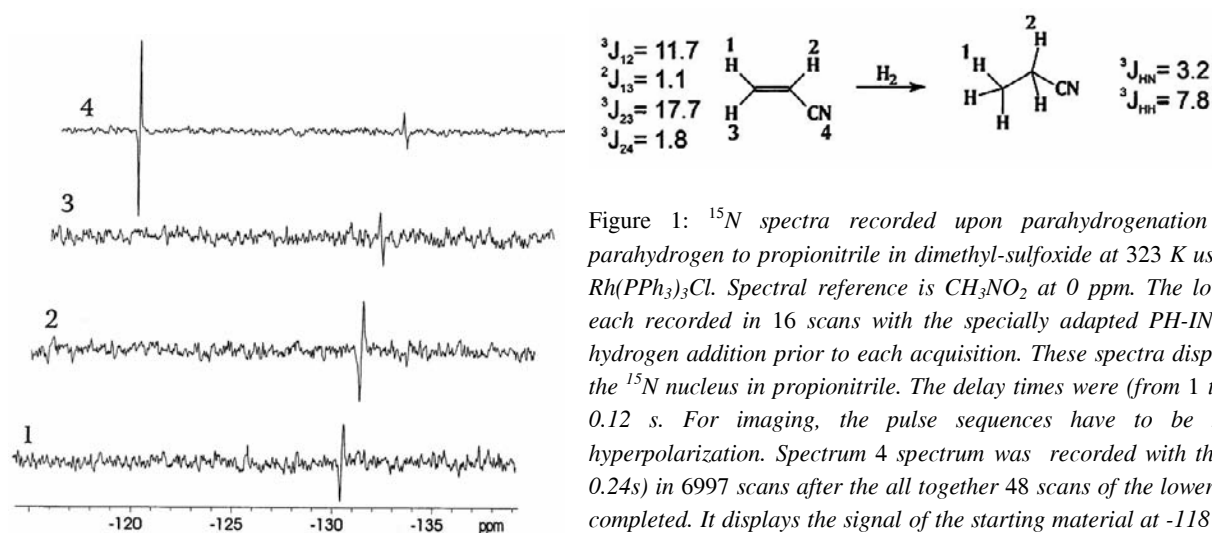 4
3
2
1
-120 -125 -130 -135 ppm
³J₁₂= 11.7
²J₁₃= 1.1
³J₂₃= 17.7
³J₂₄= 1.8
1 2
H H
H CN
3 4
H₂
2
1 H
H
H CN
H H
³J_HN= 3.2
³J_HH= 7.8
Figure 1: ¹⁵N spectra recorded upon parahydrogenation
parahydrogen to propionitrile in dimethyl-sulfoxide at 323 K us
Rh(PPh₃)₃Cl. Spectral reference is CH₃NO₂ at 0 ppm. The lo
each recorded in 16 scans with the specially adapted PH-IN
hydrogen addition prior to each acquisition. These spectra disp
the ¹⁵N nucleus in propionitrile. The delay times were (from 1 t
0.12 s. For imaging, the pulse sequences have to be
hyperpolarization. Spectrum 4 spectrum was recorded with th
0.24s) in 6997 scans after the all together 48 scans of the lower
completed. It displays the signal of the starting material at -118